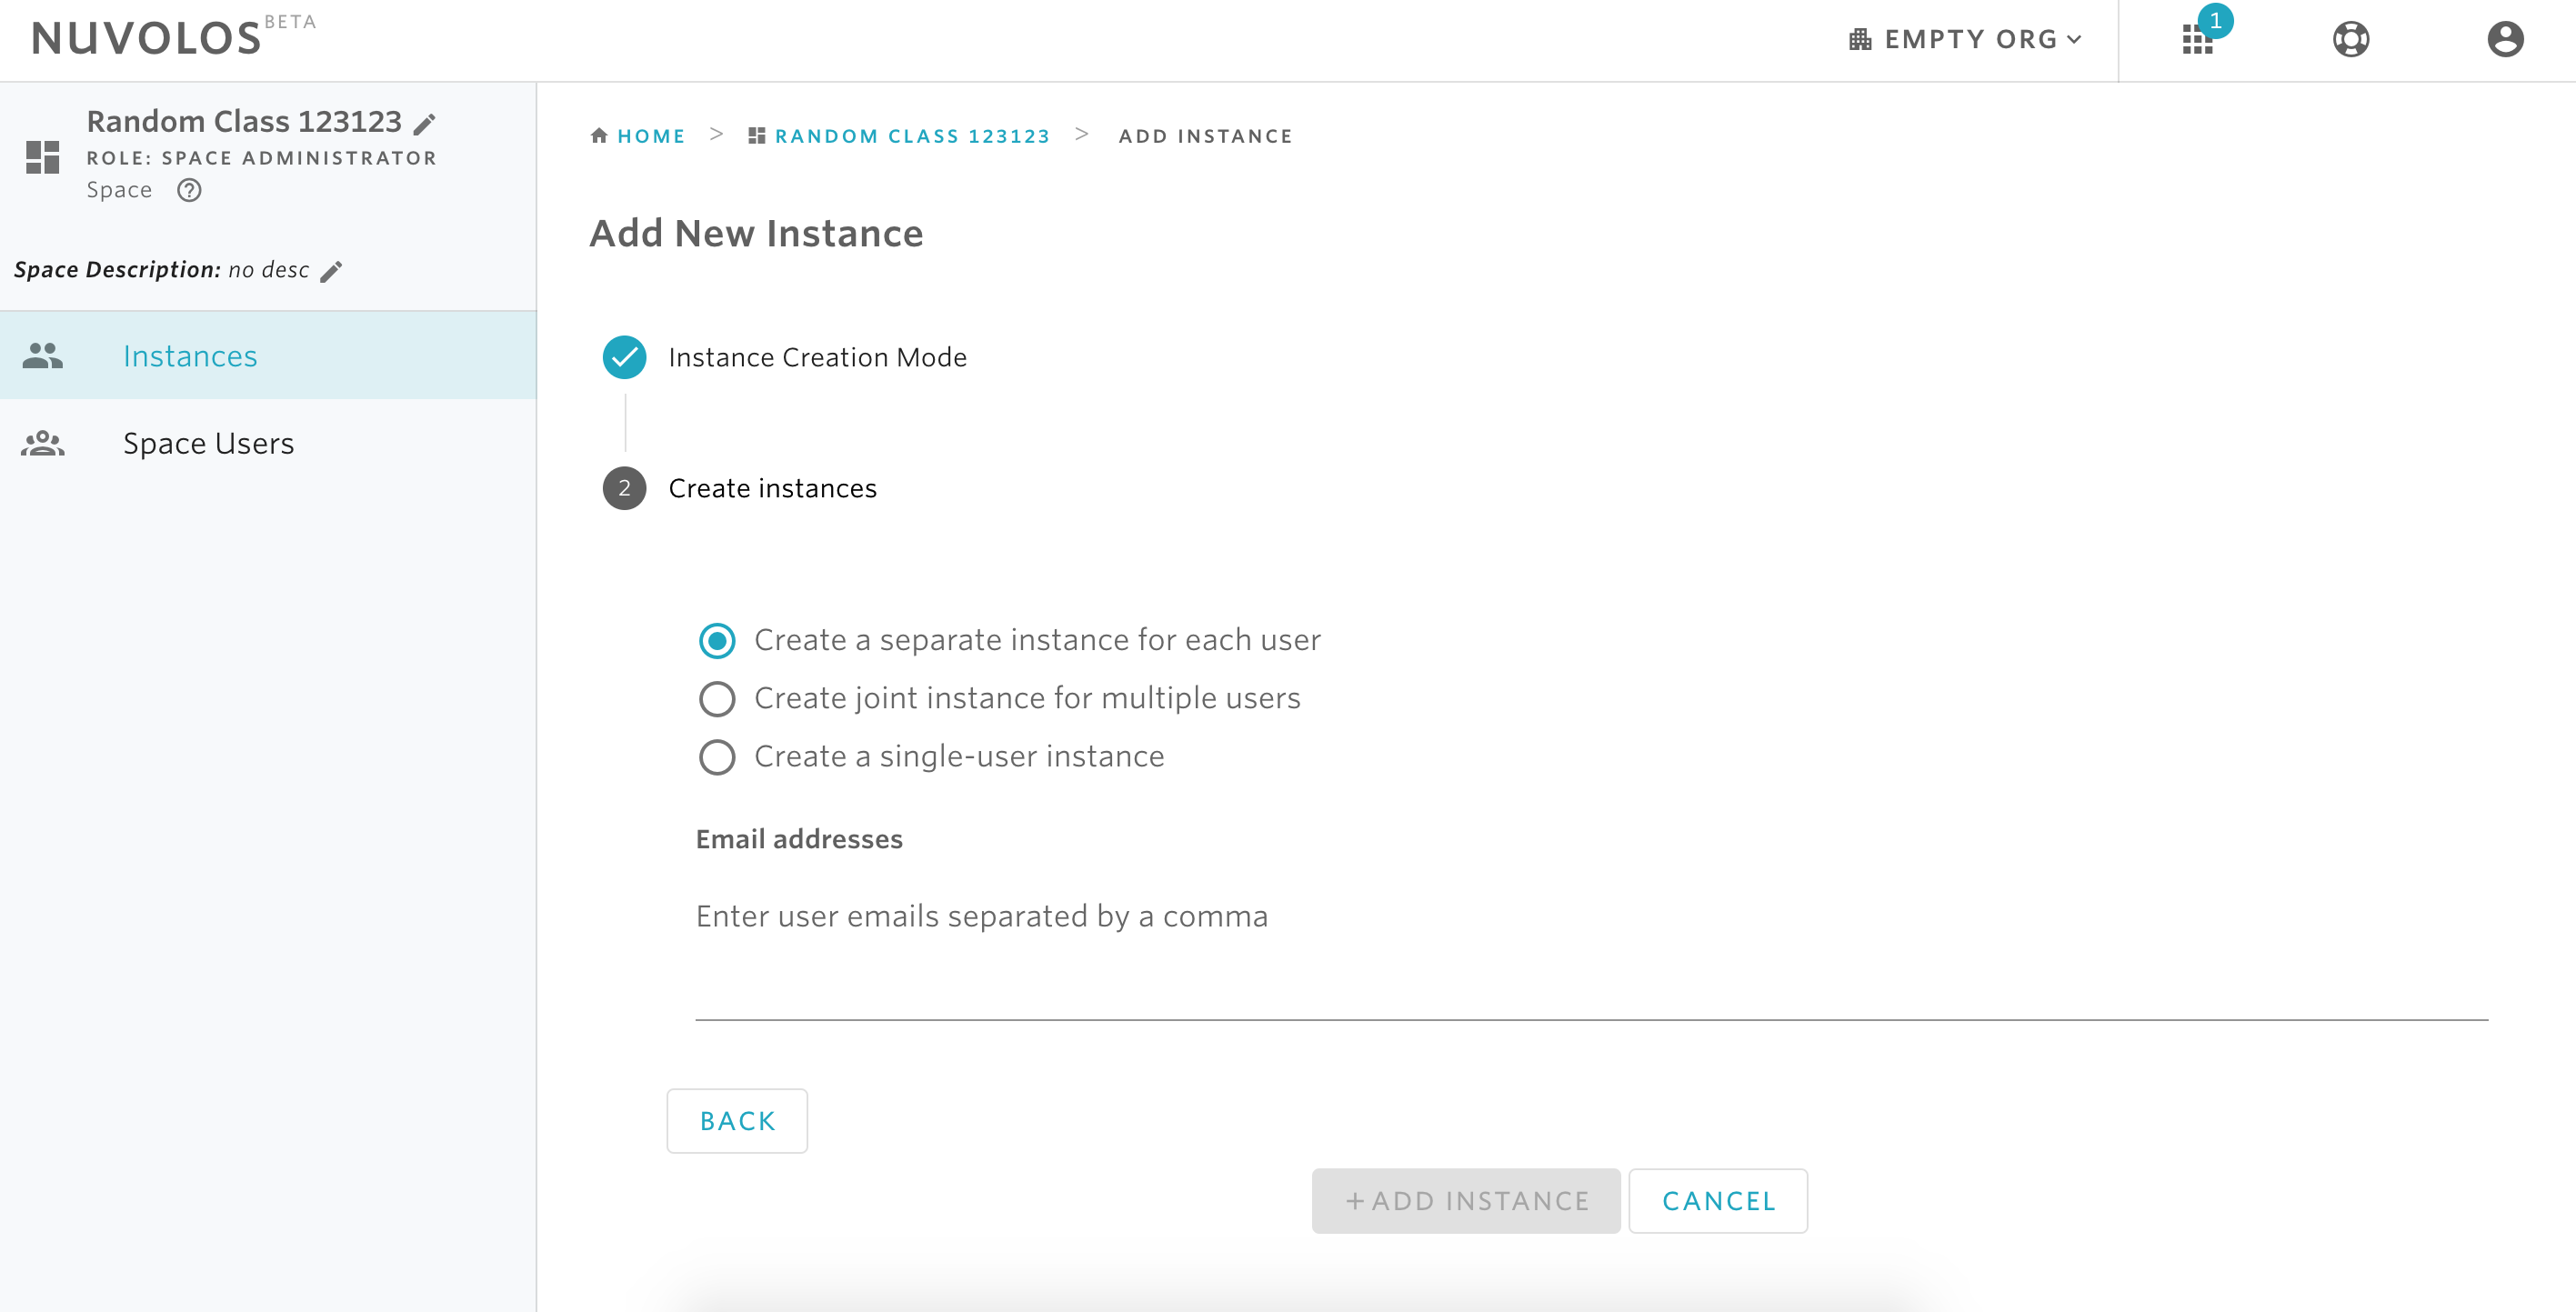 NUVOLOS BETA
EMPTY ORG
1
Random Class 123123
ROLE: SPACE ADMINISTRATOR
Space ?
Space Description: no desc
Instances
Space Users
HOME > RANDOM CLASS 123123 > ADD INSTANCE
Add New Instance
Instance Creation Mode
2 Create instances
Create a separate instance for each user
Create joint instance for multiple users
Create a single-user instance
Email addresses
Enter user emails separated by a comma
BACK
+ ADD INSTANCE
CANCEL